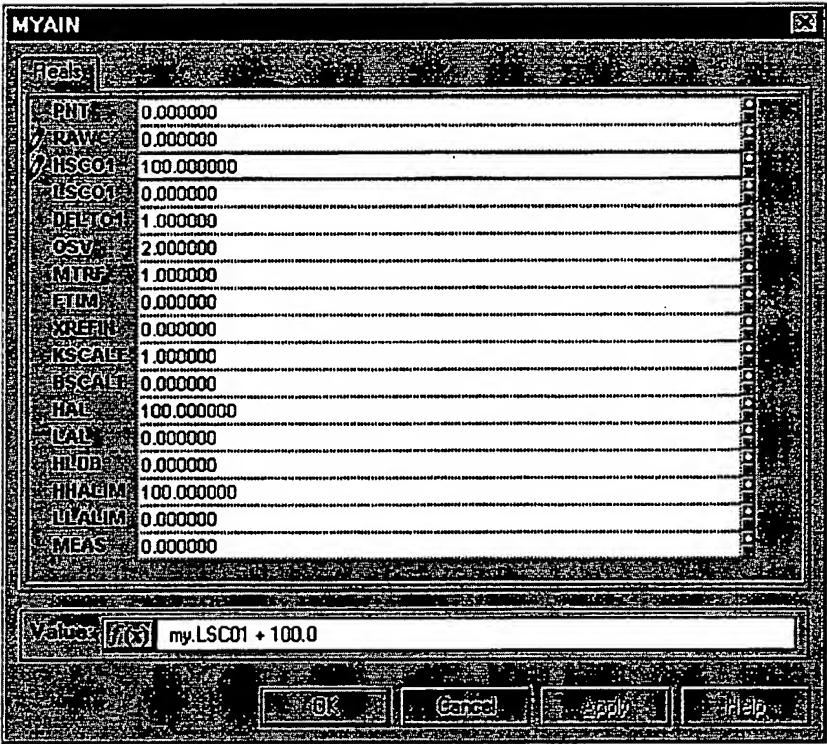 MYAIN
Reals
PNT 0.000000
RAWC 0.000000
HSCO1 100.000000
LSCO1 0.000000
DELTO1 1.000000
OSV 2.000000
MTRF 1.000000
FTIM 0.000000
XREFIN 0.000000
KSCALE 1.000000
BSCALE 0.000000
HAL 100.000000
LAL 0.000000
HLDB 0.000000
HHALIM 100.000000
LLALIM 0.000000
MEAS 0.000000
Value: f(x) my.LSC01 + 100.0
OK Cancel Apply Help